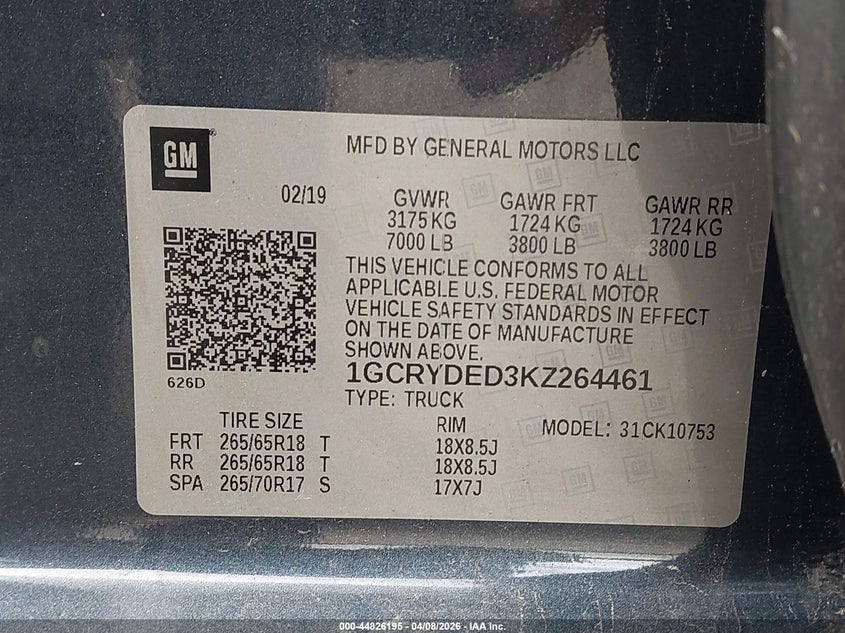 GM
MFD BY GENERAL MOTORS LLC
02/19
GVWR GAWR FRT GAWR RR
3175 KG 1724 KG 1724 KG
7000 LB 3800 LB 3800 LB
THIS VEHICLE CONFORMS TO ALL
APPLICABLE U.S. FEDERAL MOTOR
VEHICLE SAFETY STANDARDS IN EFFECT
ON THE DATE OF MANUFACTURE
SHOWN ABOVE.
626D
1GCRYDED3KZ264461
TYPE: TRUCK
TIRE SIZE RIM MODEL: 31CK10753
FRT 265/65R18 T 18X8.5J
RR 265/65R18 T 18X8.5J
SPA 265/70R17 S 17X7J
000-44826195 - 04/08/2026 - IAA Inc.